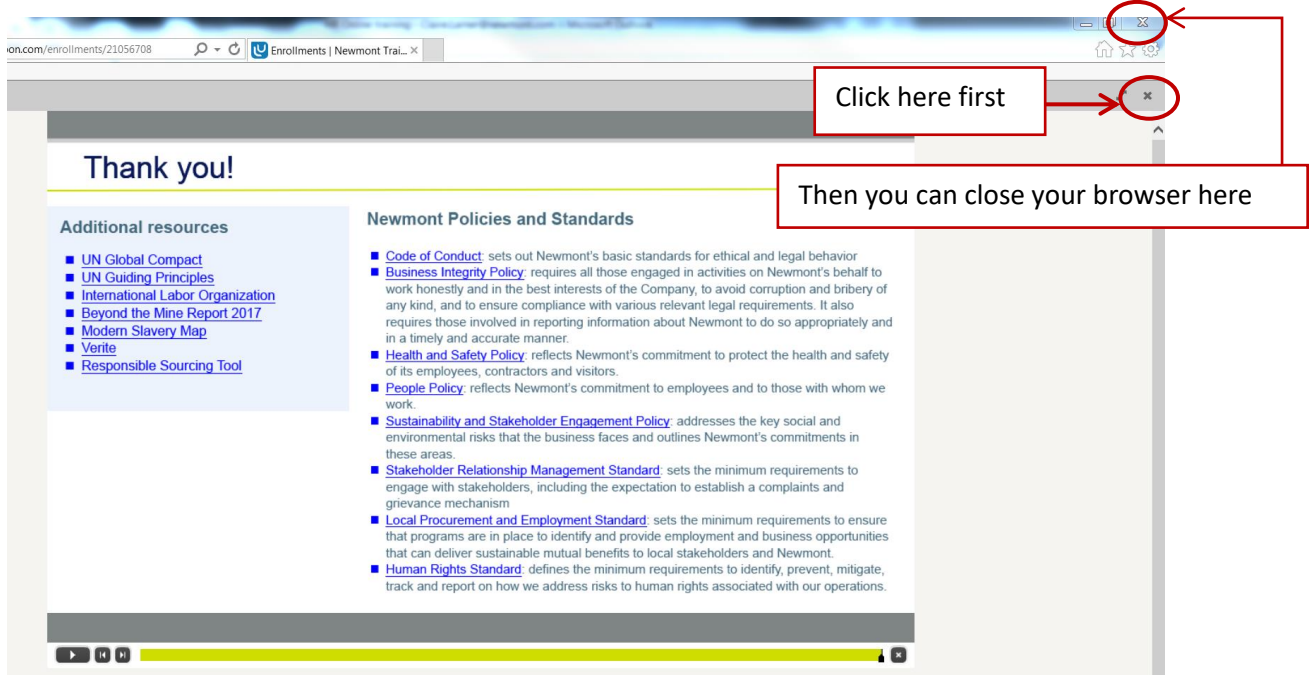 on.com/enrollments/21056708
Enrollments | Newmont Trai...
Click here first
Then you can close your browser here
Thank you!
Additional resources
UN Global Compact
UN Guiding Principles
International Labor Organization
Beyond the Mine Report 2017
Modern Slavery Map
Verite
Responsible Sourcing Tool
Newmont Policies and Standards
Code of Conduct: sets out Newmont's basic standards for ethical and legal behavior
Business Integrity Policy: requires all those engaged in activities on Newmont's behalf to
work honestly and in the best interests of the Company, to avoid corruption and bribery of
any kind, and to ensure compliance with various relevant legal requirements. It also
requires those involved in reporting information about Newmont to do so appropriately and
in a timely and accurate manner.
Health and Safety Policy: reflects Newmont's commitment to protect the health and safety
of its employees, contractors and visitors.
People Policy: reflects Newmont's commitment to employees and to those with whom we
work.
Sustainability and Stakeholder Engagement Policy: addresses the key social and
environmental risks that the business faces and outlines Newmont's commitments in
these areas.
Stakeholder Relationship Management Standard: sets the minimum requirements to
engage with stakeholders, including the expectation to establish a complaints and
grievance mechanism
Local Procurement and Employment Standard: sets the minimum requirements to ensure
that programs are in place to identify and provide employment and business opportunities
that can deliver sustainable mutual benefits to local stakeholders and Newmont.
Human Rights Standard: defines the minimum requirements to identify, prevent, mitigate,
track and report on how we address risks to human rights associated with our operations.